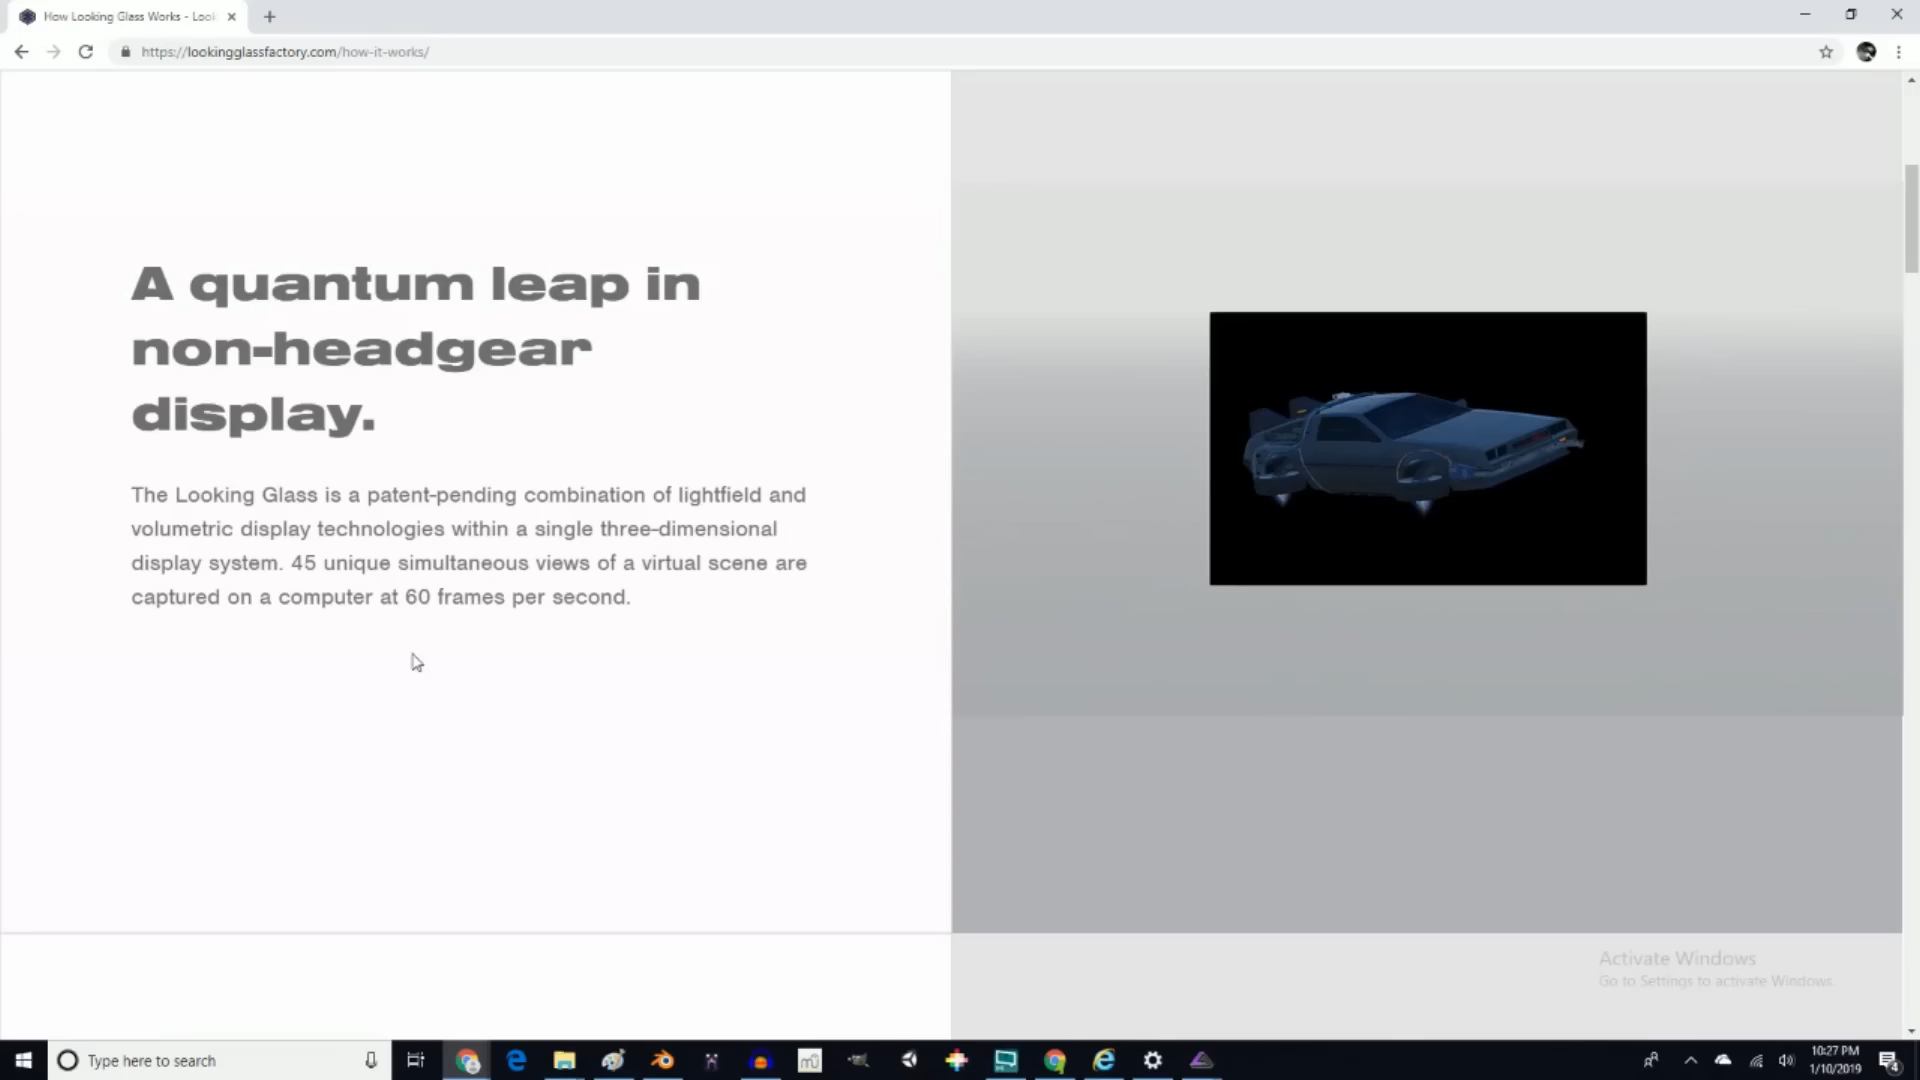 How Looking Glass Works - Look
https://lookingglassfactory.com/how-it-works/
A quantum leap in
non-headgear
display.
The Looking Glass is a patent-pending combination of lightfield and
volumetric display technologies within a single three-dimensional
display system. 45 unique simultaneous views of a virtual scene are
captured on a computer at 60 frames per second.
Activate Windows
Go to Settings to activate Windows.
Type here to search
mū
10:27 PM
1/10/2019
4